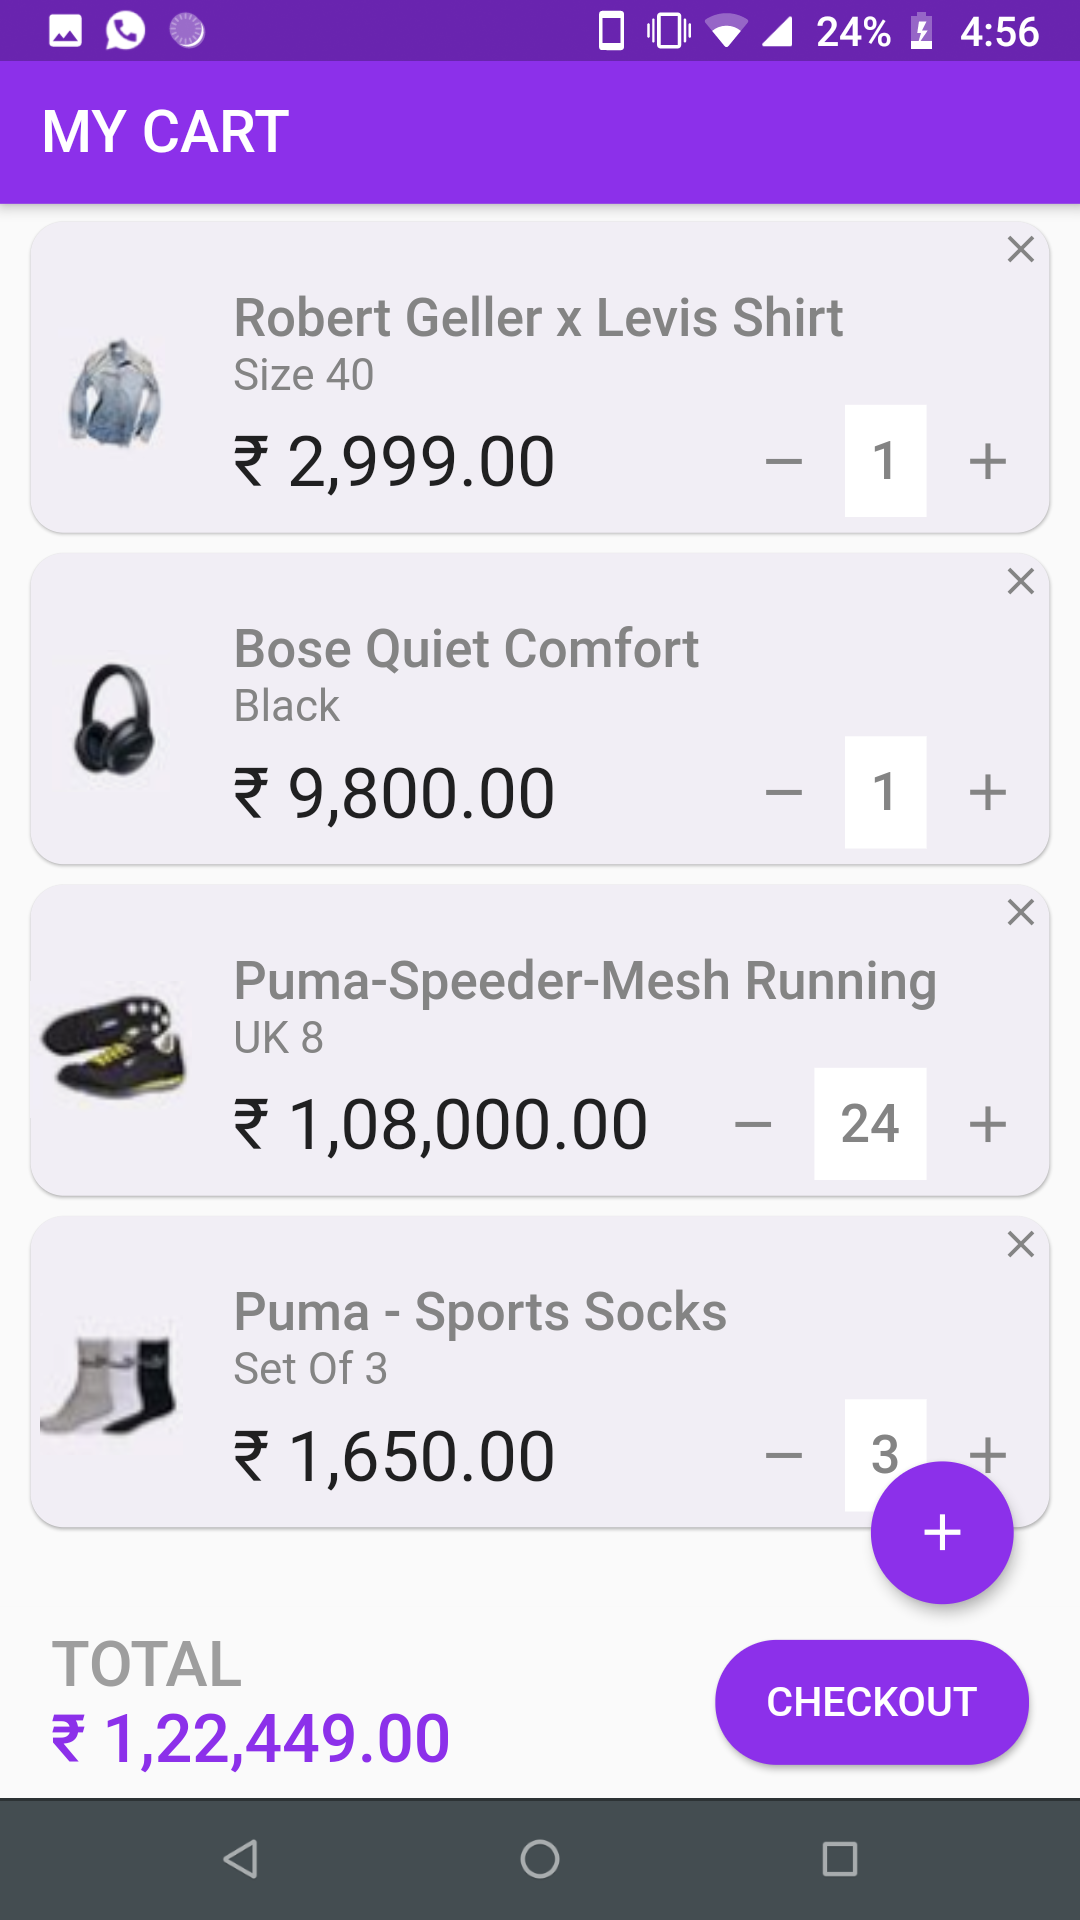 24% 4:56
MY CART
Robert Geller x Levis Shirt
Size 40
₹ 2,999.00 − 1 +
Bose Quiet Comfort
Black
₹ 9,800.00 − 1 +
Puma-Speeder-Mesh Running
UK 8
₹ 1,08,000.00 − 24 +
Puma - Sports Socks
Set Of 3
₹ 1,650.00 − 3 +
+
TOTAL
₹ 1,22,449.00
CHECKOUT